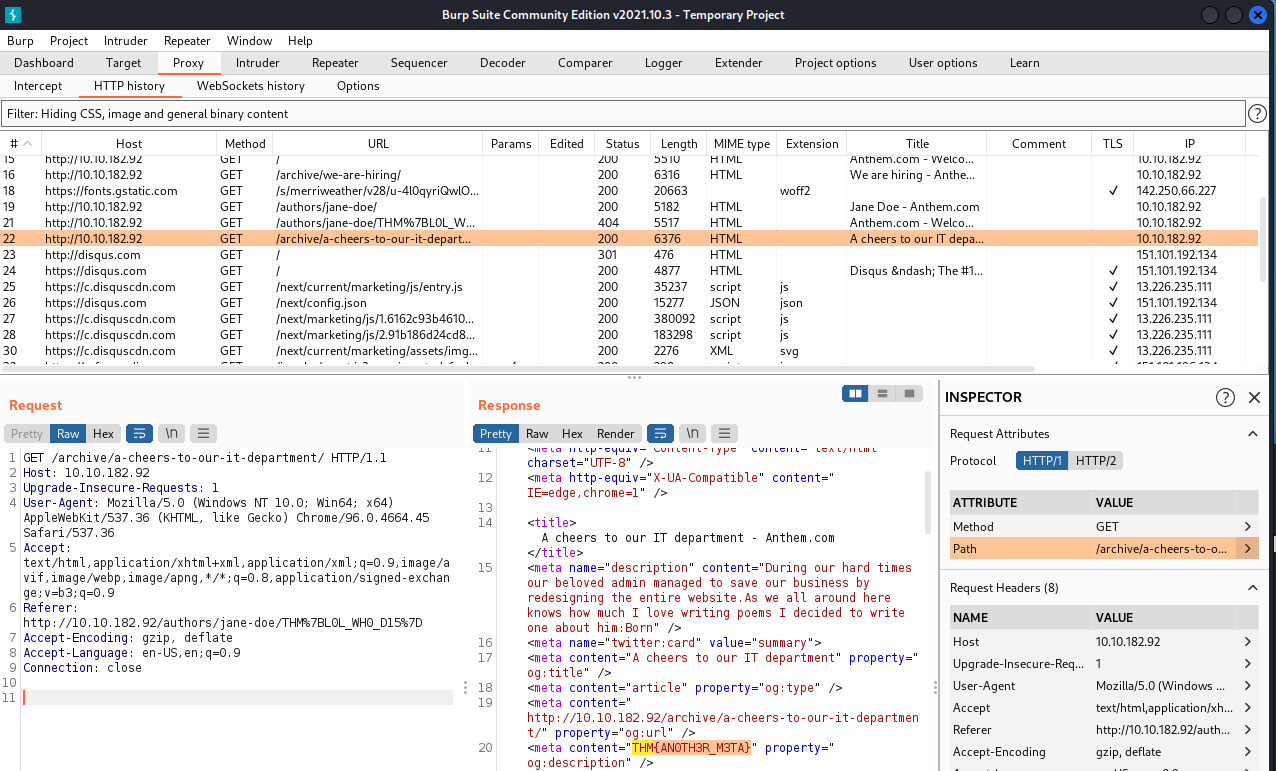 Burp Suite Community Edition v2021.10.3 - Temporary Project
Burp Project Intruder Repeater Window Help
Dashboard Target Proxy Intruder Repeater Sequencer Decoder Comparer Logger Extender Project options User options Learn
Intercept HTTP history WebSockets history Options
Filter: Hiding CSS, image and general binary content ?
# Host Method URL Params Edited Status Length MIME type Extension Title Comment TLS IP
15 http://10.10.182.92 GET / 200 5510 HTML Anthem.com - Welco... 10.10.182.92
16 http://10.10.182.92 GET /archive/we-are-hiring/ 200 6316 HTML We are hiring - Anthe... 10.10.182.92
18 https://fonts.gstatic.com GET /s/merriweather/v28/u-4l0qyriQwlO... 200 20663 woff2 ✓ 142.250.66.227
19 http://10.10.182.92 GET /authors/jane-doe/ 200 5182 HTML Jane Doe - Anthem.com 10.10.182.92
21 http://10.10.182.92 GET /authors/jane-doe/THM%7BL0L_W... 404 5517 HTML Anthem.com - Welco... 10.10.182.92
22 http://10.10.182.92 GET /archive/a-cheers-to-our-it-depart... 200 6376 HTML A cheers to our IT depa... 10.10.182.92
23 http://disqus.com GET / 301 476 HTML 151.101.192.134
24 https://disqus.com GET / 200 4877 HTML Disqus &ndash; The #1... ✓ 151.101.192.134
25 https://c.disquscdn.com GET /next/current/marketing/js/entry.js 200 35237 script js ✓ 13.226.235.111
26 https://disqus.com GET /next/config.json 200 15277 JSON json ✓ 151.101.192.134
27 https://c.disquscdn.com GET /next/marketing/js/1.6162c93b4610... 200 380092 script js ✓ 13.226.235.111
28 https://c.disquscdn.com GET /next/marketing/js/2.91b186d24cd8... 200 183298 script js ✓ 13.226.235.111
30 https://c.disquscdn.com GET /next/current/marketing/assets/img... 200 2276 XML svg ✓ 13.226.235.111
Request
Pretty Raw Hex \n
1 GET /archive/a-cheers-to-our-it-department/ HTTP/1.1
2 Host: 10.10.182.92
3 Upgrade-Insecure-Requests: 1
4 User-Agent: Mozilla/5.0 (Windows NT 10.0; Win64; x64)
AppleWebKit/537.36 (KHTML, like Gecko) Chrome/96.0.4664.45
Safari/537.36
5 Accept:
text/html,application/xhtml+xml,application/xml;q=0.9,image/a
vif,image/webp,image/apng,*/*;q=0.8,application/signed-exchan
ge;v=b3;q=0.9
6 Referer:
http://10.10.182.92/authors/jane-doe/THM%7BL0L_WH0_D15%7D
7 Accept-Encoding: gzip, deflate
8 Accept-Language: en-US,en;q=0.9
9 Connection: close
10
11
Response
Pretty Raw Hex Render \n
11 <meta http-equiv="Content-Type" content="text/html
charset="UTF-8" />
12 <meta http-equiv="X-UA-Compatible" content="
IE=edge,chrome=1" />
13
14 <title>
A cheers to our IT department - Anthem.com
</title>
15 <meta name="description" content="During our hard times
our beloved admin managed to save our business by
redesigning the entire website.As we all around here
knows how much I love writing poems I decided to write
one about him:Born" />
16 <meta name="twitter:card" value="summary">
17 <meta content="A cheers to our IT department" property="
og:title" />
18 <meta content="article" property="og:type" />
19 <meta content="
http://10.10.182.92/archive/a-cheers-to-our-it-departmen
t/" property="og:url" />
20 <meta content="THM{AN0TH3R_M3TA}" property="
og:description" />
INSPECTOR ?
Request Attributes
Protocol HTTP/1 HTTP/2
ATTRIBUTE VALUE
Method GET
Path /archive/a-cheers-to-o...
Request Headers (8)
NAME VALUE
Host 10.10.182.92
Upgrade-Insecure-Req... 1
User-Agent Mozilla/5.0 (Windows ...
Accept text/html,application/xh...
Referer http://10.10.182.92/auth...
Accept-Encoding gzip, deflate